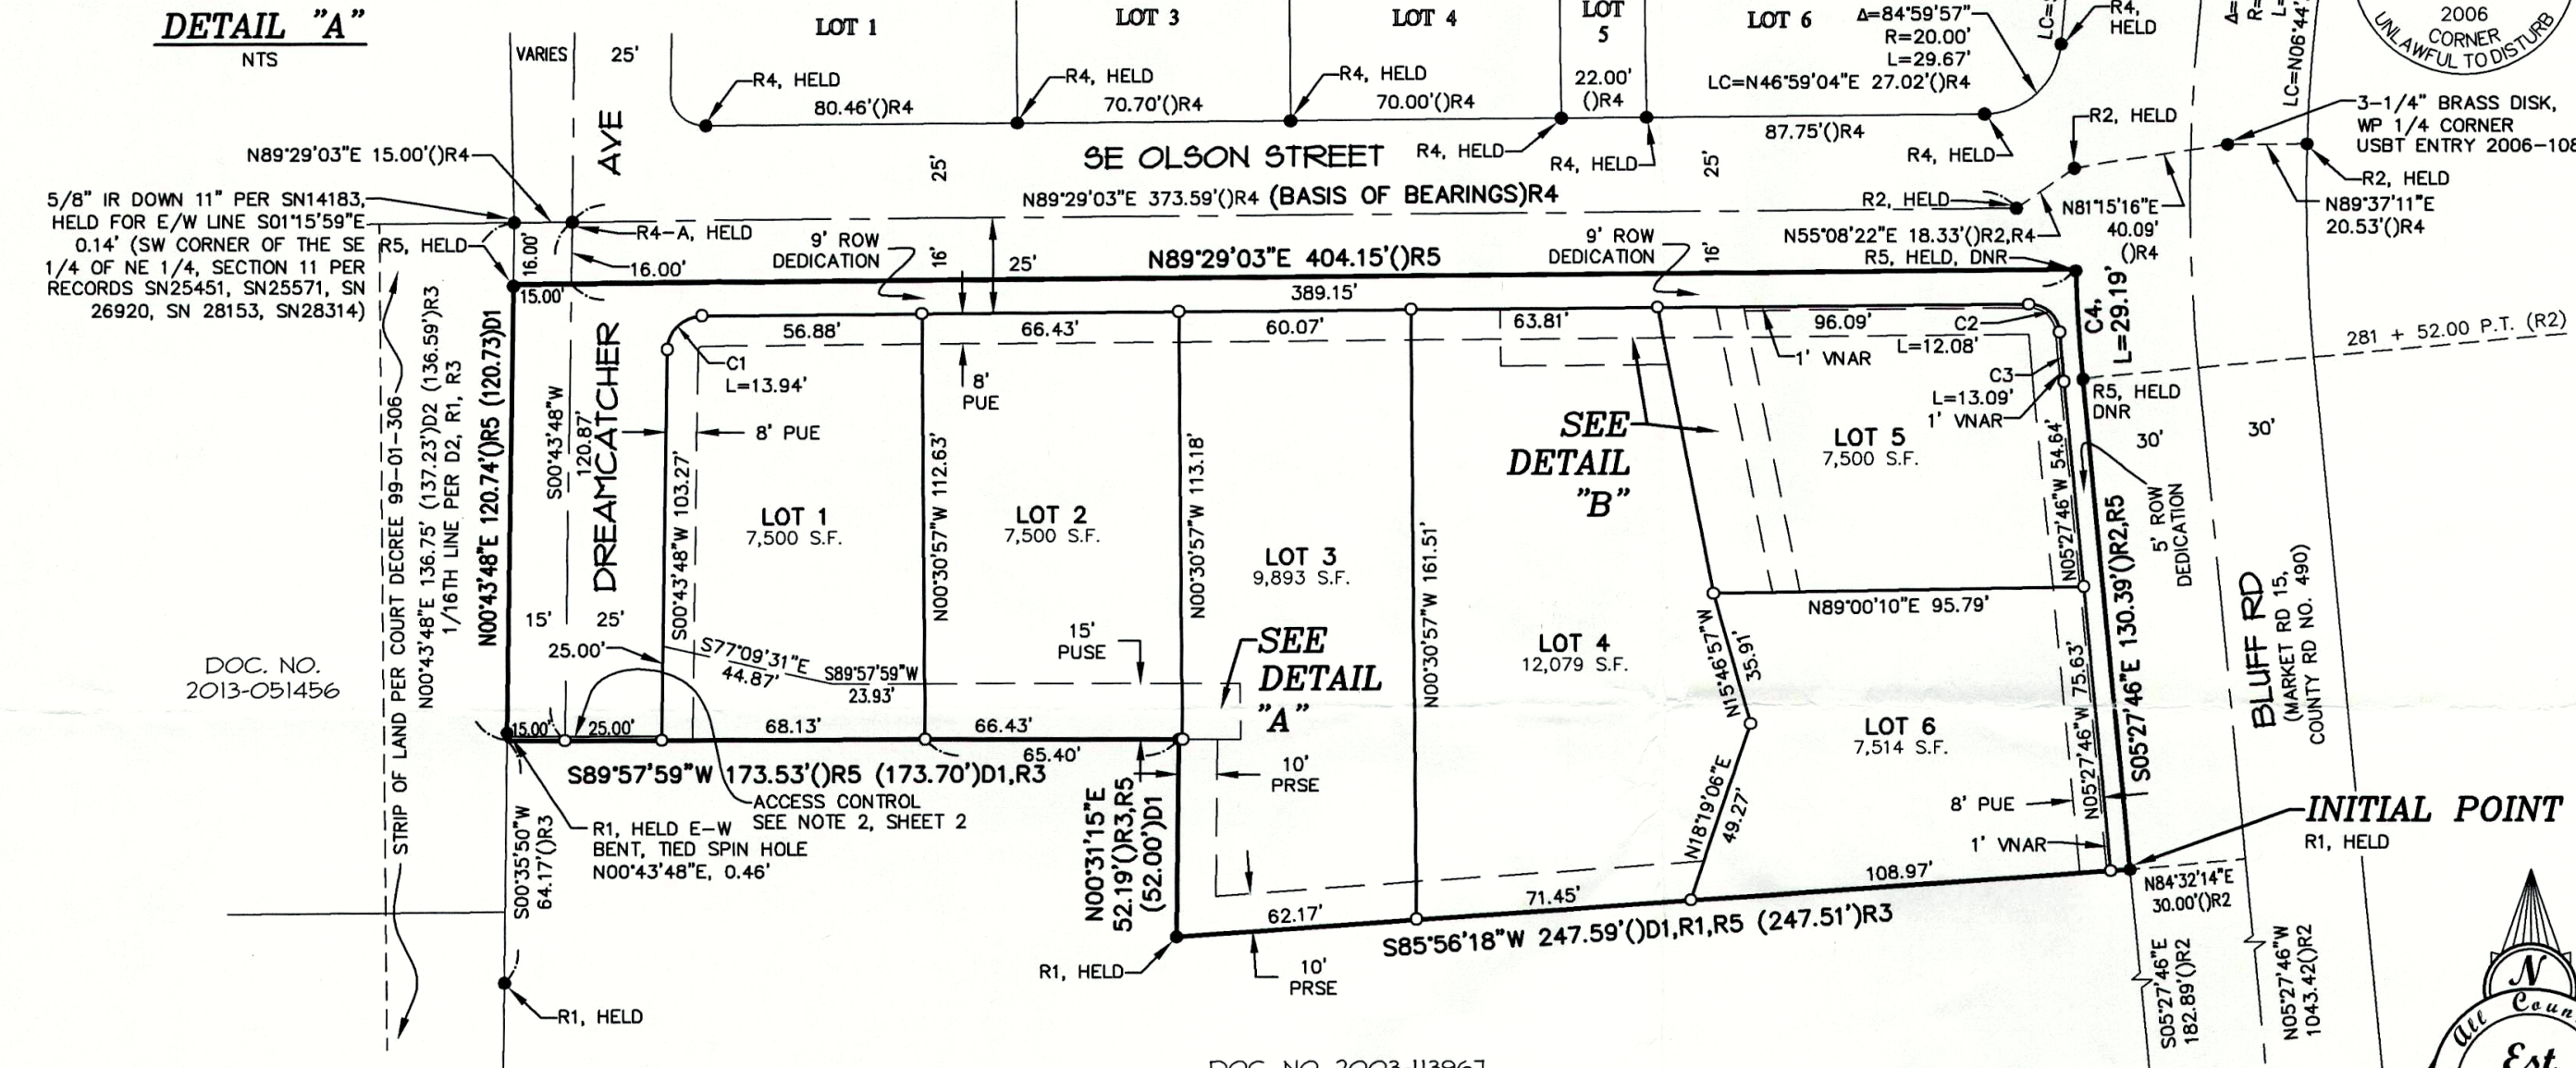 DETAIL "A"
NTS
VARIES
25'
AVE
LOT 1
LOT 3
LOT 4
LOT
5
LOT 6
22.00'
()R4
Δ=84°59'57"
R=20.00'
L=29.67'
LC=N46°59'04"E 27.02'()R4
R4,
HELD
R4, HELD
80.46'()R4
R4, HELD
70.70'()R4
R4, HELD
70.00'()R4
R4, HELD
R4, HELD
87.75'()R4
R4, HELD
2006
CORNER
UNLAWFUL TO DISTURB
Δ=
R=
L=
LC=N06°44'
3-1/4" BRASS DISK,
WP 1/4 CORNER
USBT ENTRY 2006-108
R2, HELD
R2, HELD
N89°37'11"E
20.53'()R4
N81°15'16"E
40.09'
()R4
R2, HELD
N55°08'22"E 18.33'()R2,R4
R5, HELD, DNR
SE OLSON STREET
25'
25'
N89°29'03"E 373.59'()R4 (BASIS OF BEARINGS)R4
N89°29'03"E 15.00'()R4
5/8" IR DOWN 11" PER SN14183,
HELD FOR E/W LINE S01°15'59"E
0.14' (SW CORNER OF THE SE
1/4 OF NE 1/4, SECTION 11 PER
RECORDS SN25451, SN25571, SN
26920, SN 28153, SN28314)
R5, HELD
16.00'
R4-A, HELD
16.00'
15.00'
9' ROW
DEDICATION
16'
25'
N89°29'03"E 404.15'()R5
389.15'
9' ROW
DEDICATION
16'
56.88'
66.43'
60.07'
63.81'
96.09'
C1
L=13.94'
8'
PUE
8' PUE
1' VNAR
C2
L=12.08'
C3
L=13.09'
1' VNAR
C4,
L=29.19'
R5, HELD
DNR
281 + 52.00 P.T. (R2)
30'
30'
STRIP OF LAND PER COURT DECREE 99-01-306
N00°43'48"E 136.75' (137.23')D2 (136.59')R3
1/16TH LINE PER D2, R1, R3
N00°43'48"E 120.74'()R5 (120.73)D1
S00°43'48"W
120.87'
DREAMCATCHER
S00°43'48"W 103.27'
LOT 1
7,500 S.F.
N00°30'57"W 112.63'
LOT 2
7,500 S.F.
N00°30'57"W 113.18'
LOT 3
9,893 S.F.
N00°30'57"W 161.51'
LOT 4
12,079 S.F.
SEE
DETAIL
"B"
LOT 5
7,500 S.F.
N05°27'46"W 54.64'
5' ROW
DEDICATION
N89°00'10"E 95.79'
N15°46'57"W
35.91'
N18°19'06"E
49.27'
LOT 6
7,514 S.F.
N05°27'46"W 75.63'
S05°27'46"E 130.39'()R2,R5
BLUFF RD
(MARKET RD 15,
COUNTY RD NO. 490)
15'
25'
25.00'
S77°09'31"E
44.87'
S89°57'59"W
23.93'
15'
PUSE
SEE
DETAIL
"A"
DOC. NO.
2013-051456
15.00'
25.00'
68.13'
66.43'
65.40'
S89°57'59"W 173.53'()R5 (173.70')D1,R3
ACCESS CONTROL
SEE NOTE 2, SHEET 2
R1, HELD E-W
BENT, TIED SPIN HOLE
N00°43'48"E, 0.46'
S00°35'50"W
64.17'()R3
R1, HELD
N00°31'15"E
52.19'()R3,R5
(52.00')D1
10'
PRSE
R1, HELD
10'
PRSE
62.17'
71.45'
108.97'
S85°56'18"W 247.59'()D1,R1,R5 (247.51')R3
8' PUE
1' VNAR
INITIAL POINT
R1, HELD
N84°32'14"E
30.00'()R2
S05°27'46"E
182.89'()R2
N05°27'46"W
1043.42()R2
N
All Coun
Est
DOC. NO. 2003-113967